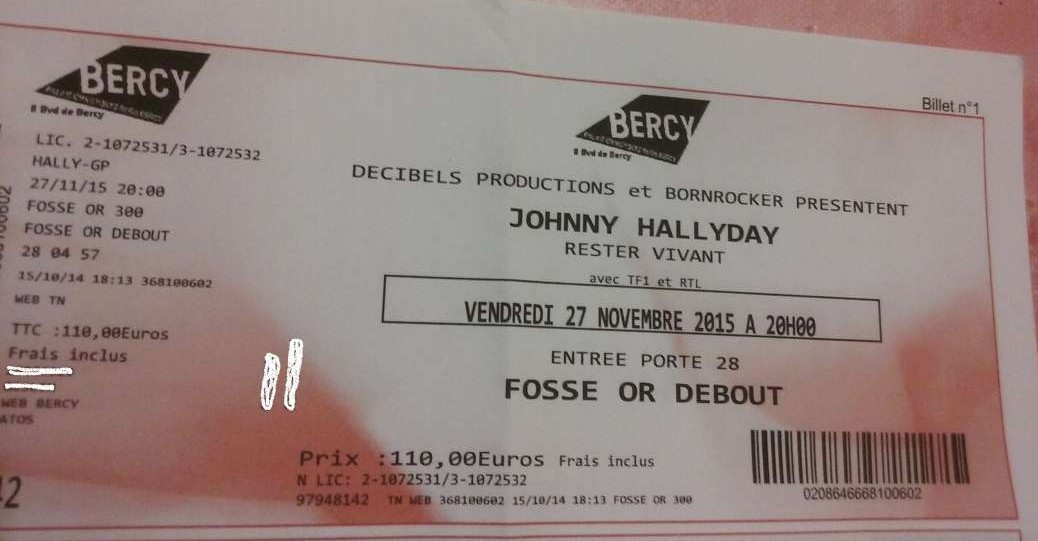 BERCY
8 Bvd de Bercy
LIC. 2-1072531/3-1072532
HALLY-GP
27/11/15 20:00
FOSSE OR 300
FOSSE OR DEBOUT
28 04 57
15/10/14 18:13 368100602
WEB TN
TTC :110,00Euros
Frais inclus
WEB BERCY
ATOS
Billet n°1
BERCY
8 Bvd de Bercy
DECIBELS PRODUCTIONS et BORNROCKER PRESENTENT
JOHNNY HALLYDAY
RESTER VIVANT
avec TF1 et RTL
VENDREDI 27 NOVEMBRE 2015 A 20H00
ENTREE PORTE 28
FOSSE OR DEBOUT
Prix :110,00Euros Frais inclus
N LIC: 2-1072531/3-1072532
97948142 TN WEB 368100602 15/10/14 18:13 FOSSE OR 300
0208646668100602